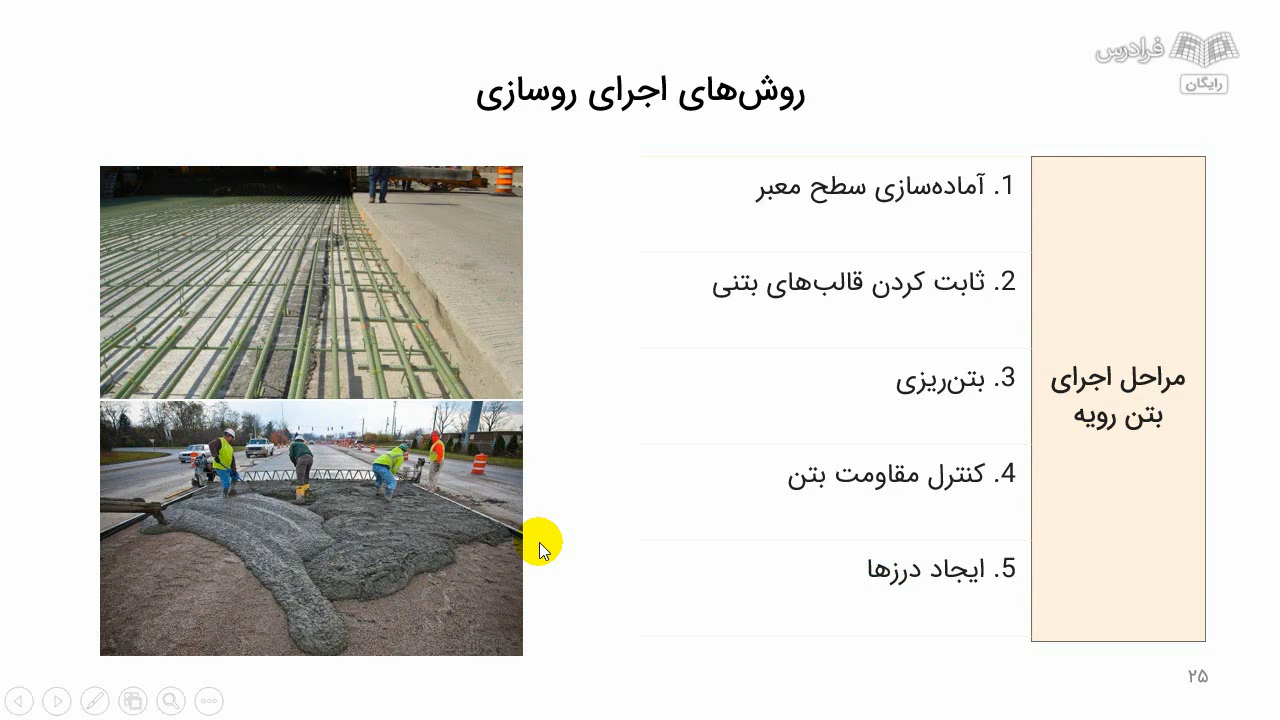 فرادرس
رایگان
روش‌های اجرای روسازی
مراحل اجرای
بتن رویه
1. آماده‌سازی سطح معبر
2. ثابت کردن قالب‌های بتنی
3. بتن‌ریزی
4. کنترل مقاومت بتن
5. ایجاد درزها
۲۵